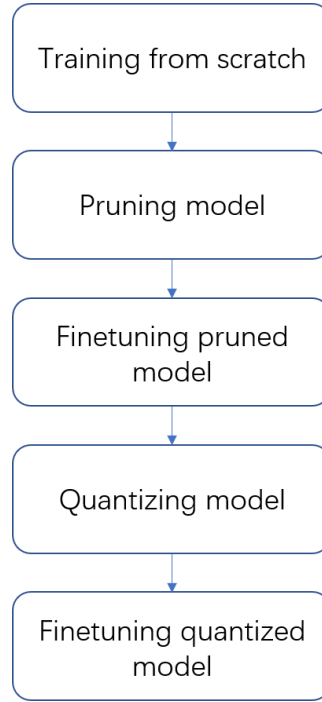 Training from scratch
Pruning model
Finetuning pruned
model
Quantizing model
Finetuning quantized
model